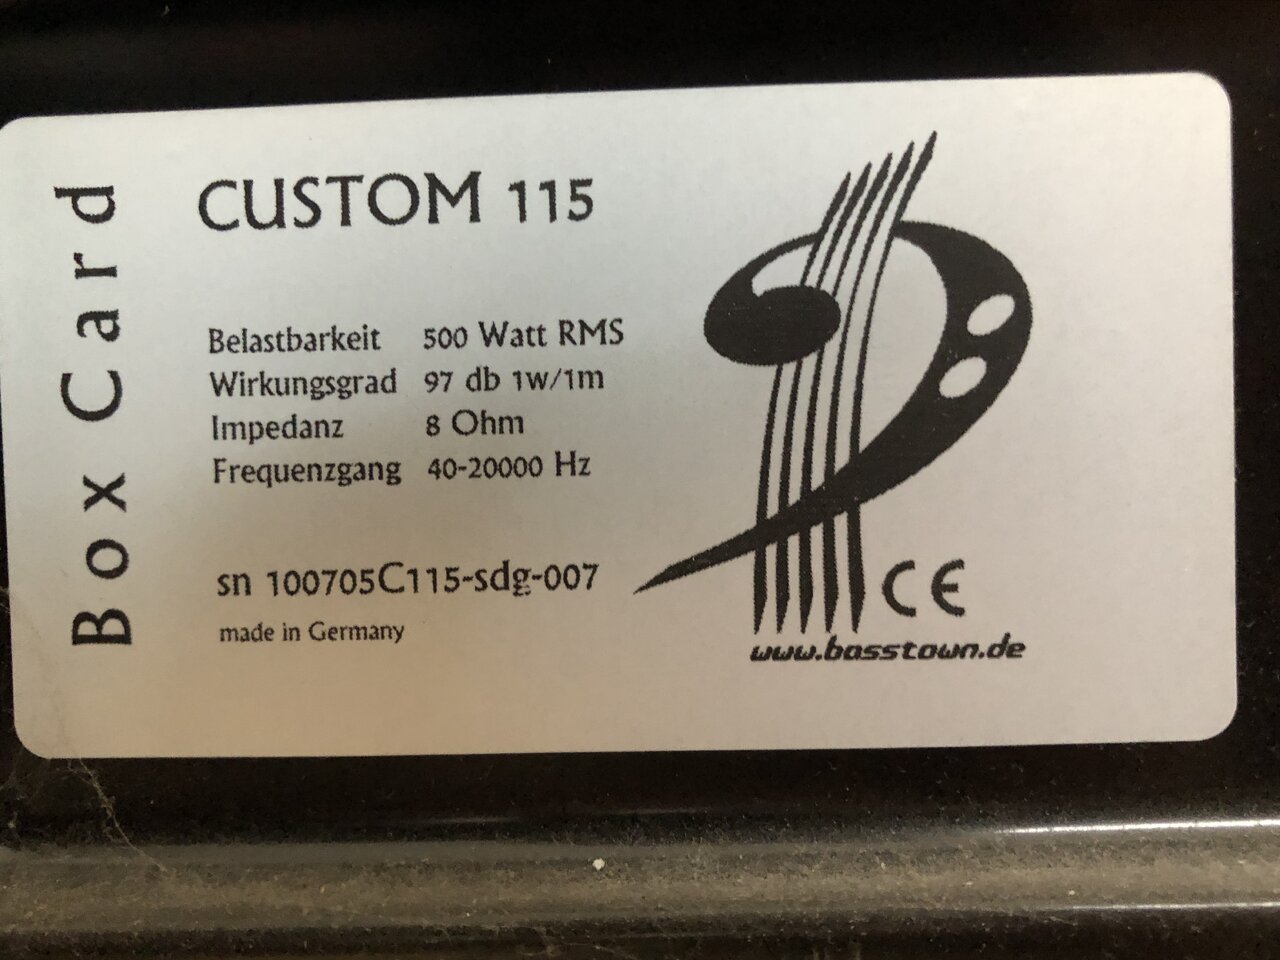 Box Card
CUSTOM 115
Belastbarkeit 500 Watt RMS
Wirkungsgrad 97 db 1w/1m
Impedanz 8 Ohm
Frequenzgang 40-20000 Hz
sn 100705C115-sdg-007
made in Germany
CE
www.basstown.de